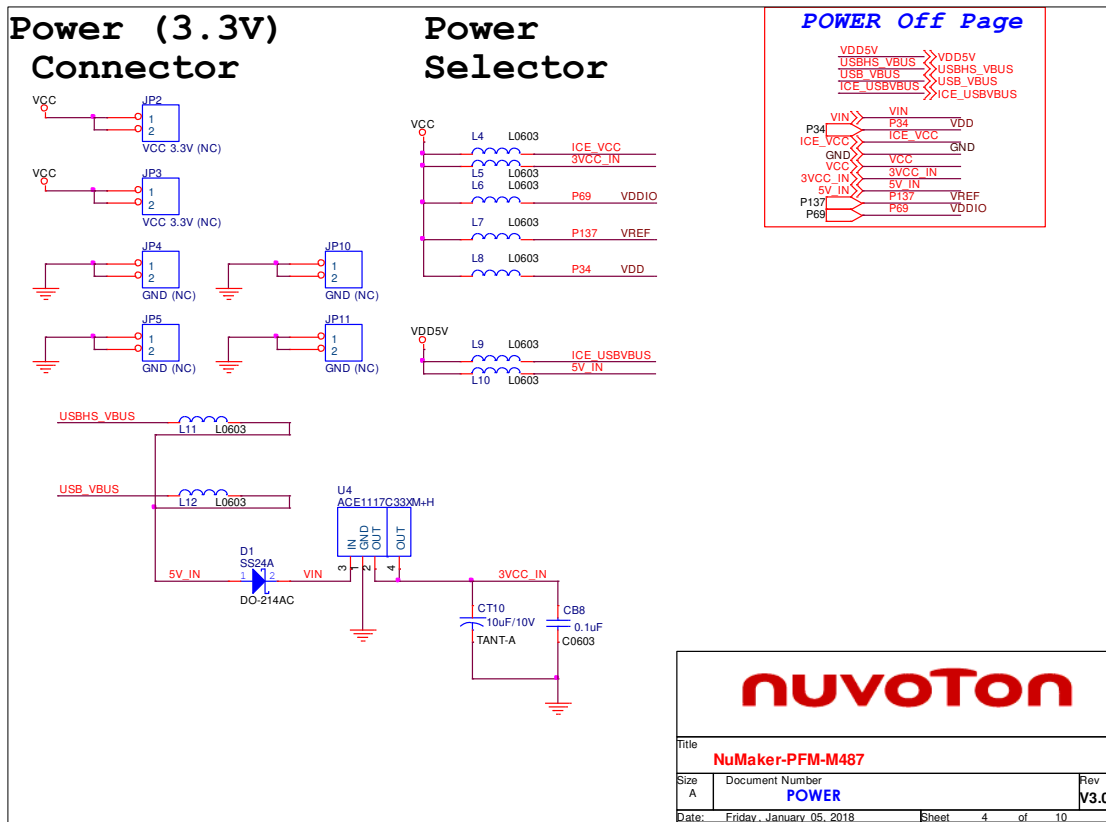 Power (3.3V)
Connector
VCC
JP2
1
2
VCC 3.3V (NC)
VCC
JP3
1
2
VCC 3.3V (NC)
JP4
1
2
GND (NC)
JP10
1
2
GND (NC)
JP5
1
2
GND (NC)
JP11
1
2
GND (NC)
Power
Selector
VCC
L4 L0603
ICE_VCC
3VCC_IN
L5 L0603
L6 L0603
P69 VDDIO
L7 L0603
P137 VREF
L8 L0603
P34 VDD
VDD5V
L9 L0603
ICE_USBVBUS
5V_IN
L10 L0603
POWER Off Page
VDD5V VDD5V
USBHS_VBUS USBHS_VBUS
USB_VBUS USB_VBUS
ICE_USBVBUS ICE_USBVBUS
VIN VIN
P34 P34 VDD
ICE_VCC ICE_VCC
GND GND
VCC VCC
3VCC_IN 3VCC_IN
5V_IN 5V_IN
P137 P137 VREF
P69 P69 VDDIO
USBHS_VBUS
L11 L0603
USB_VBUS
L12 L0603
U4
ACE1117C33XM+H
IN
GND
OUT
OUT
3
1
2
4
D1
SS24A
5V_IN 1 2 VIN
DO-214AC
3VCC_IN
CT10
10uF/10V
TANT-A
CB8
0.1uF
C0603
nuvoTon
Title
NuMaker-PFM-M487
Size
A
Document Number
POWER
Rev
V3.0
Date: Friday, January 05, 2018 Sheet 4 of 10